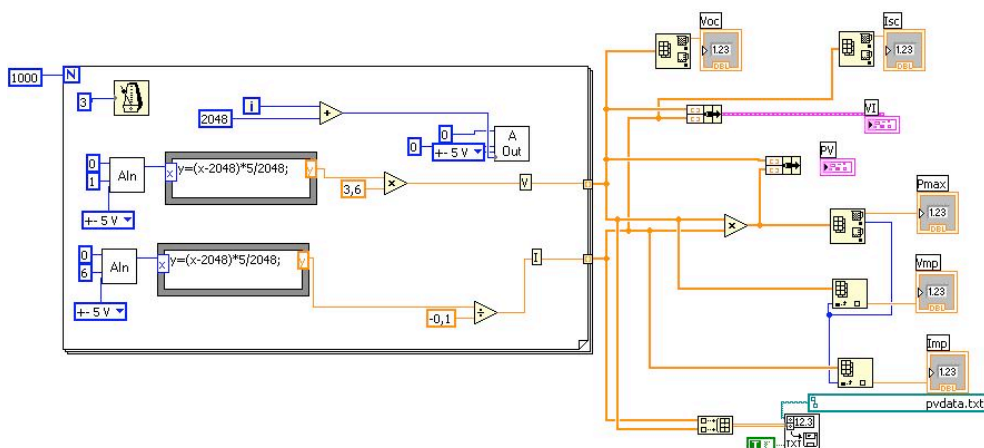 Voc
1.23
DBL
Isc
1.23
DBL
1000
N
3
i
2048
+
0
0
+- 5 V
A
Out
VI
PV
0
1
AIn
x
y=(x-2048)*5/2048;
y
+- 5 V
3,6
×
V
Pmax
1.23
DBL
×
0
6
AIn
x
y=(x-2048)*5/2048;
y
+- 5 V
-0,1
÷
I
Vmp
1.23
DBL
Imp
1.23
DBL
pvdata.txt
12.3
TXT
T